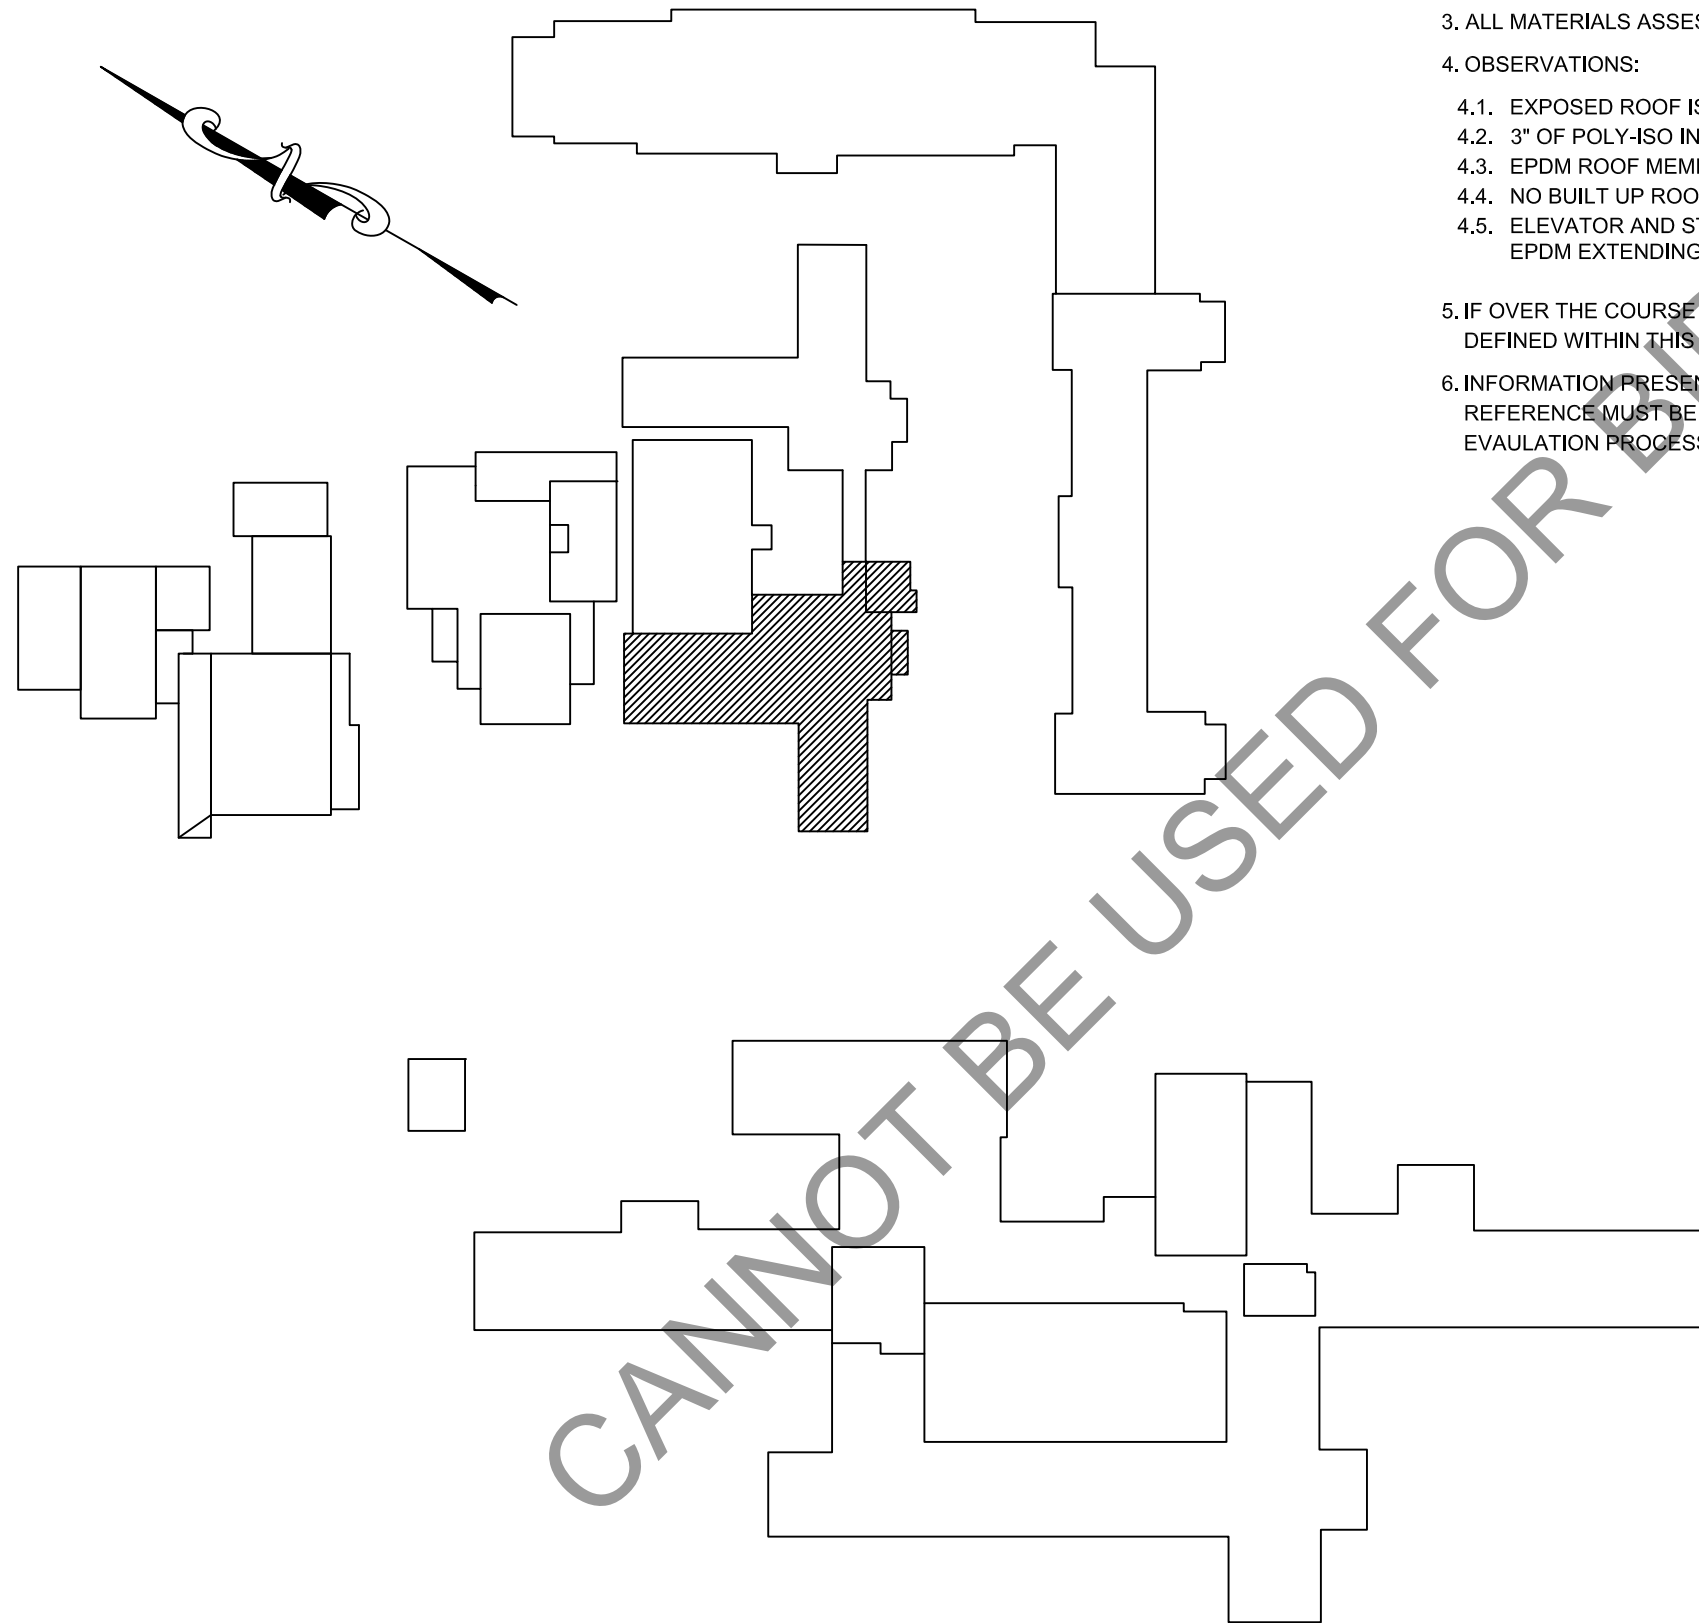 3. ALL MATERIALS ASSES
4. OBSERVATIONS:
4.1. EXPOSED ROOF IS
4.2. 3" OF POLY-ISO IN
4.3. EPDM ROOF MEM
4.4. NO BUILT UP ROO
4.5. ELEVATOR AND ST
EPDM EXTENDING
5. IF OVER THE COURSE
DEFINED WITHIN THIS
6. INFORMATION PRESEN
REFERENCE MUST BE
EVAULATION PROCESS
CANNOT BE USED FOR BID